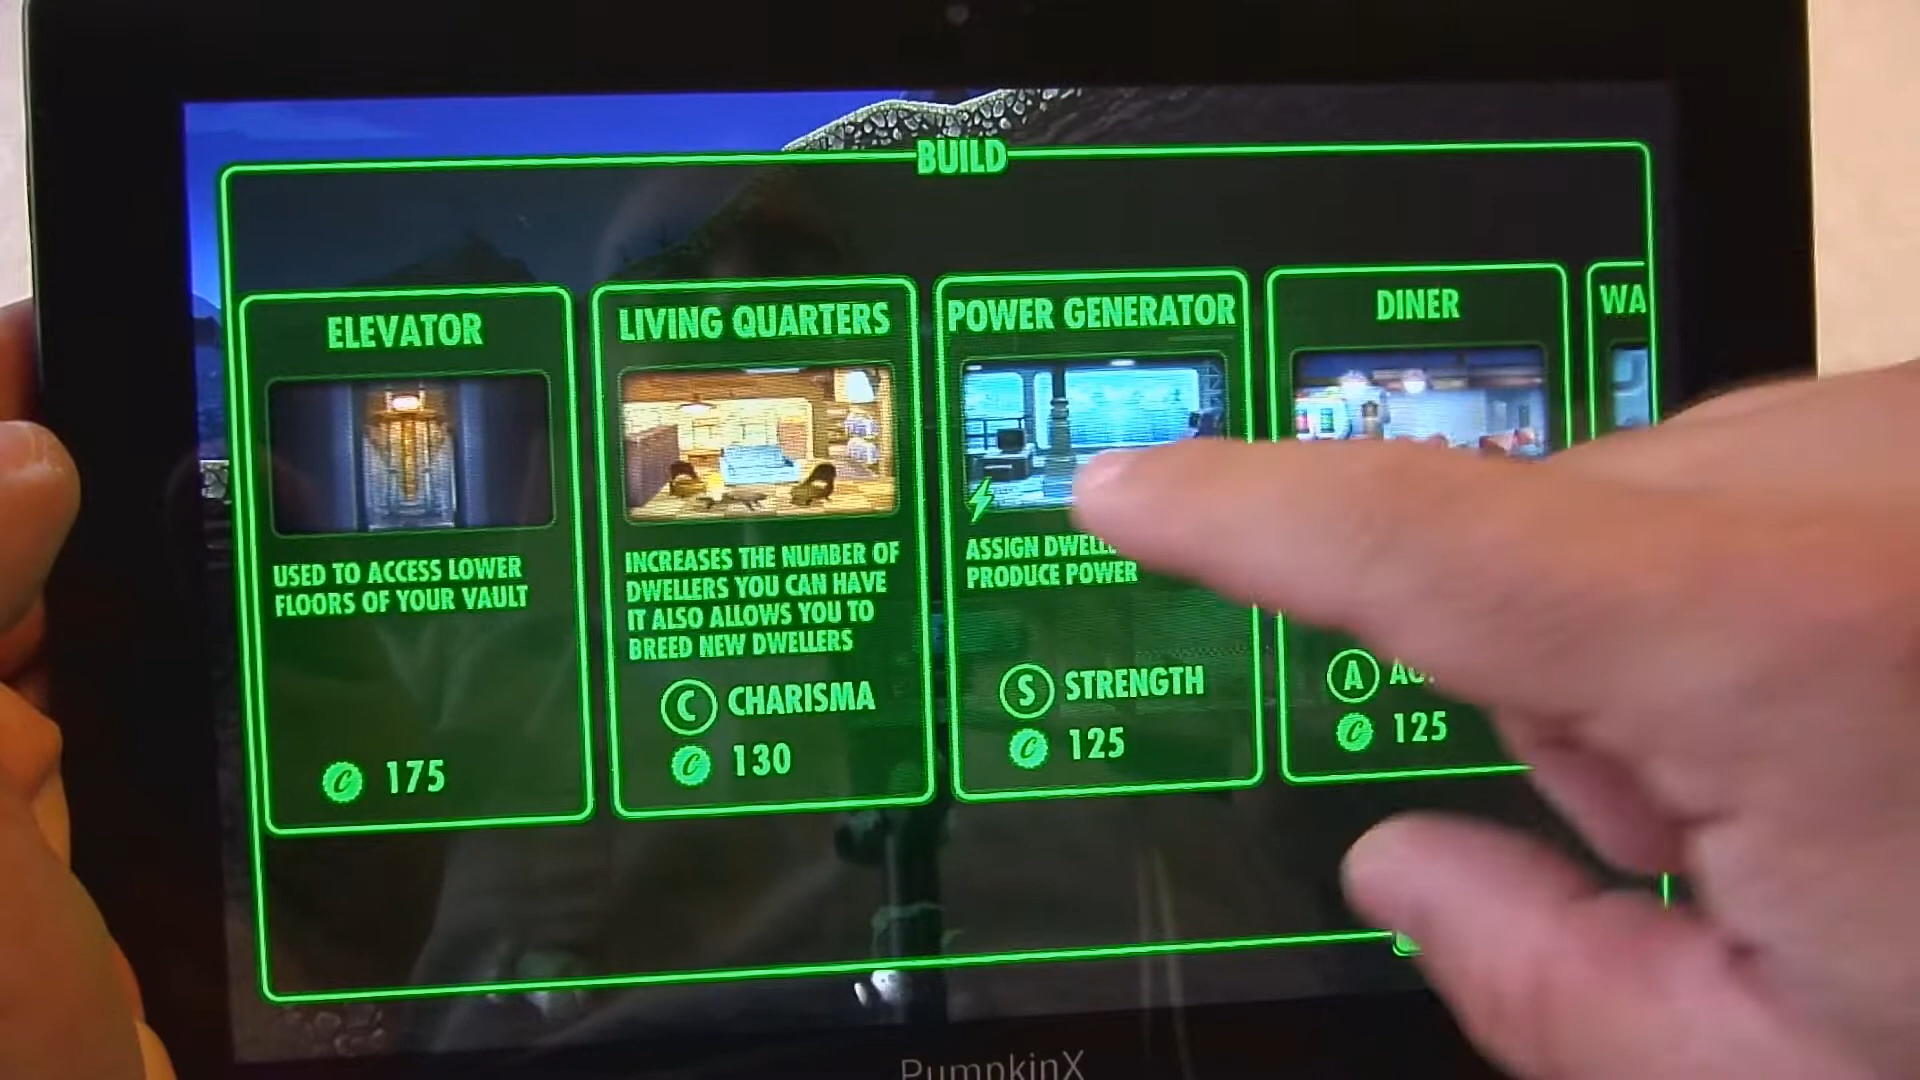 BUILD
ELEVATOR
USED TO ACCESS LOWER
FLOORS OF YOUR VAULT
175
LIVING QUARTERS
INCREASES THE NUMBER OF
DWELLERS YOU CAN HAVE
IT ALSO ALLOWS YOU TO
BREED NEW DWELLERS
C CHARISMA
130
POWER GENERATOR
ASSIGN
PRODUCE POWER
S STRENGTH
125
DINER
A
125
WA
PumpkinX